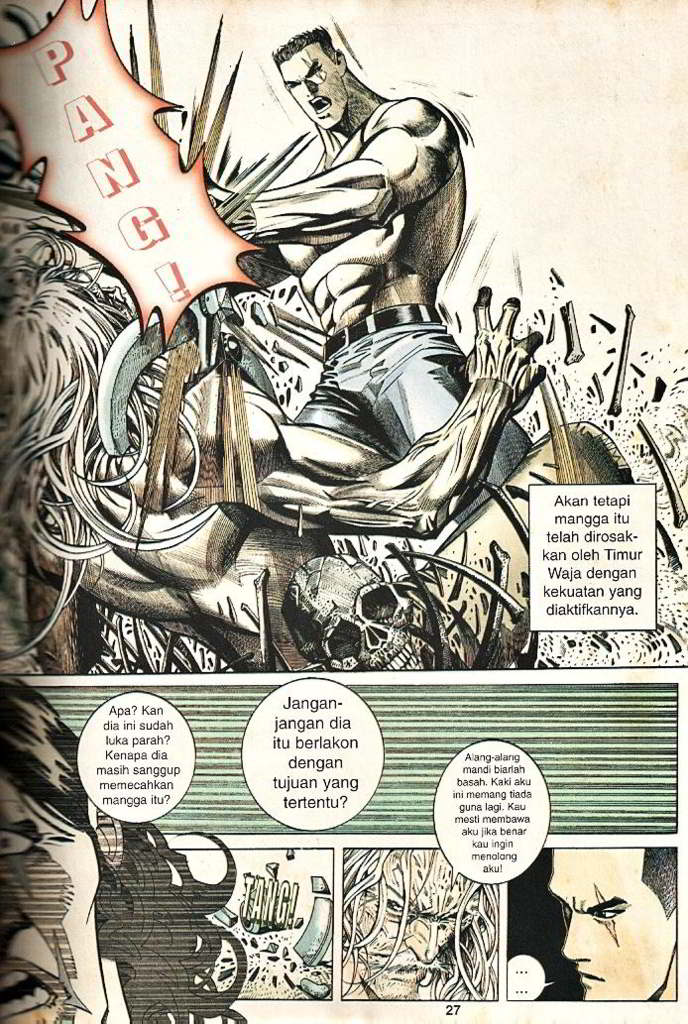 PANG!
Akan tetapi
mangga itu
telah dirosak-
kan oleh Timur
Waja dengan
kekuatan yang
diaktifkannya.
Apa? Kan
dia ini sudah
luka parah?
Kenapa dia
masih sanggup
memecahkan
mangga itu?
Jangan-
jangan dia
itu berlakon
dengan
tujuan yang
tertentu?
Alang-alang
mandi biarlah
basah. Kaki aku
ini memang tiada
guna lagi. Kau
mesti membawa
aku jika benar
kau ingin
menolong
aku!
TANG!
...
...
27